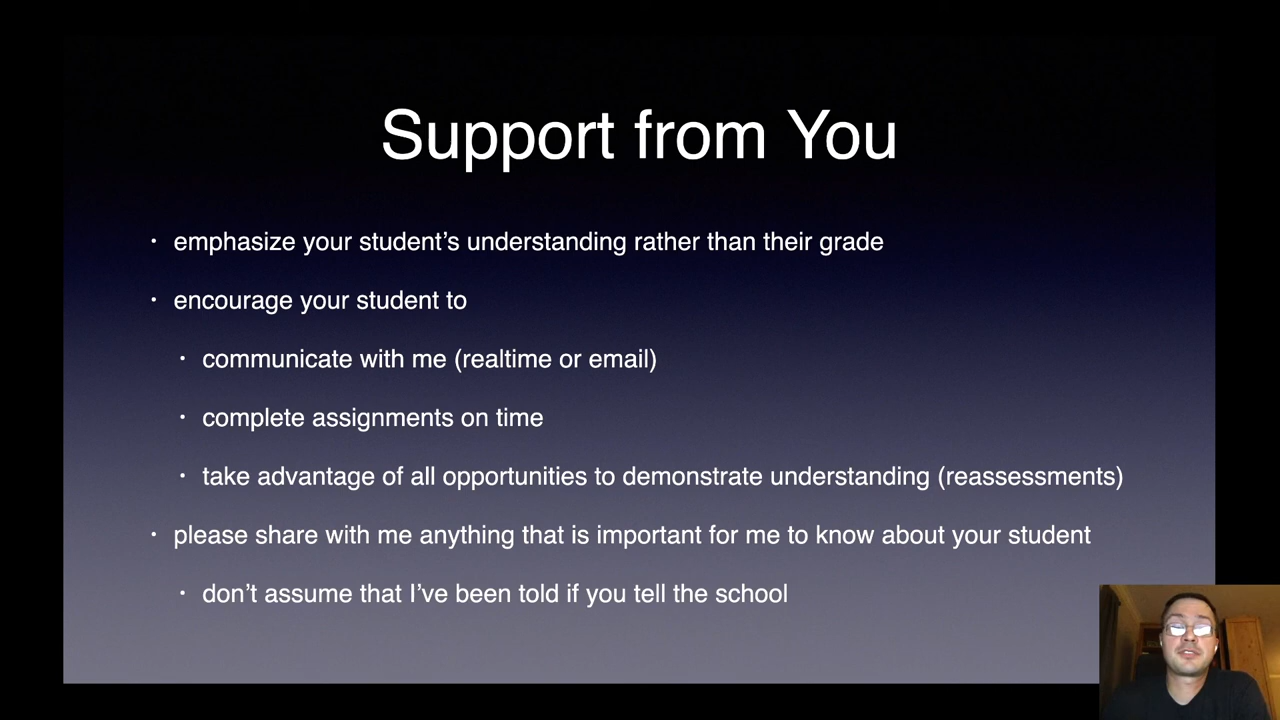 Support from You
• emphasize your student’s understanding rather than their grade
• encourage your student to
• communicate with me (realtime or email)
• complete assignments on time
• take advantage of all opportunities to demonstrate understanding (reassessments)
• please share with me anything that is important for me to know about your student
• don’t assume that I’ve been told if you tell the school